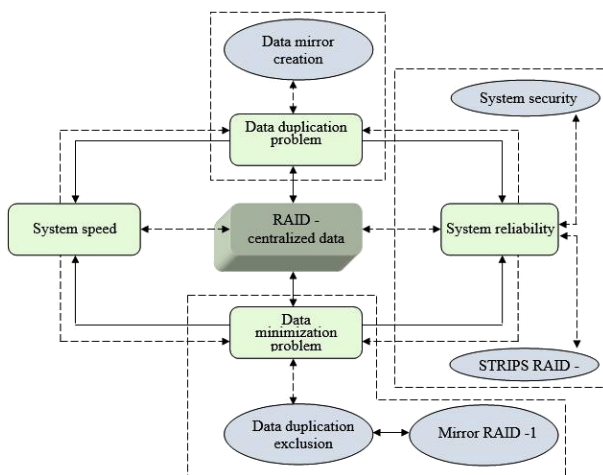 Data mirror
creation
System security
Data duplication
problem
System speed
RAID -
centralized data
System reliability
Data
minimization
problem
STRIPS RAID -
Data duplication
exclusion
Mirror RAID -1